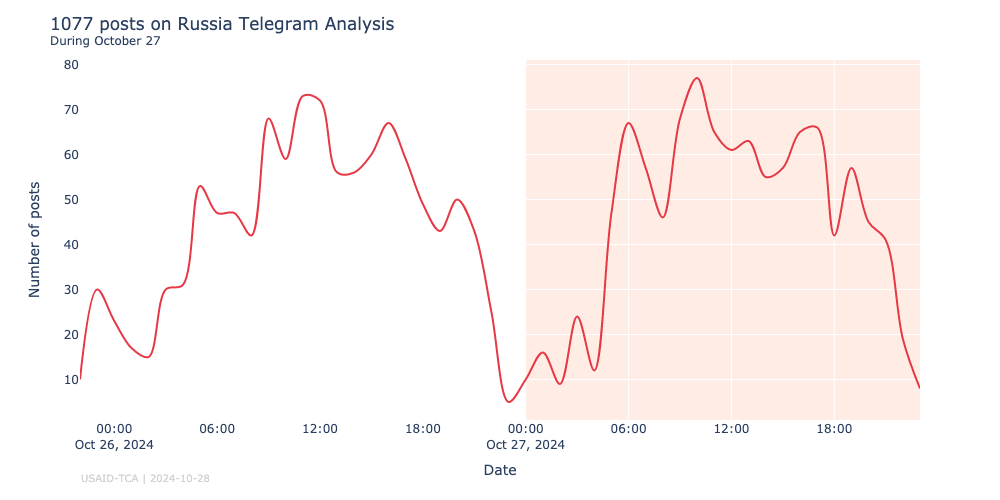 1077 posts on Russia Telegram Analysis
During October 27
80
70
60
50
40
30
20
10
Number of posts
00:00 06:00 12:00 18:00 00:00 06:00 12:00 18:00
Oct 26, 2024 Oct 27, 2024
Date
USAID-TCA | 2024-10-28